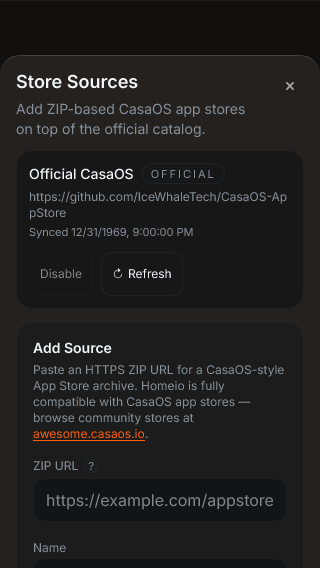 Store Sources
×
Add ZIP-based CasaOS app stores
on top of the official catalog.
Official CasaOS OFFICIAL
https://github.com/IceWhaleTech/CasaOS-Ap
pStore
Synced 12/31/1969, 9:00:00 PM
Disable Refresh
Add Source
Paste an HTTPS ZIP URL for a CasaOS-style
App Store archive. Homeio is fully
compatible with CasaOS app stores —
browse community stores at
awesome.casaos.io.
ZIP URL ?
https://example.com/appstore
Name